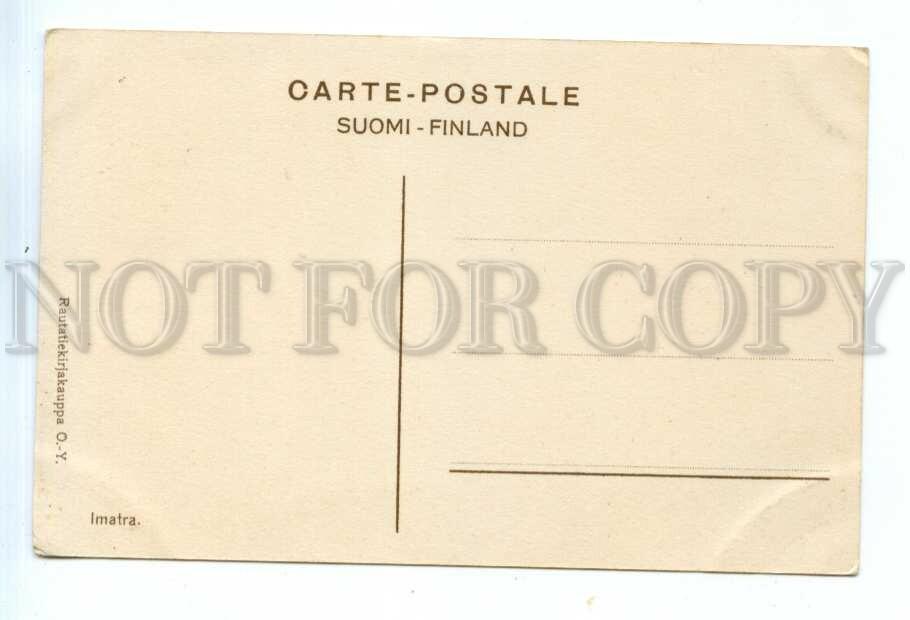 CARTE-POSTALE
SUOMI - FINLAND
NOT FOR COPY
Rautatiekirjakauppa O.-Y.
Imatra.